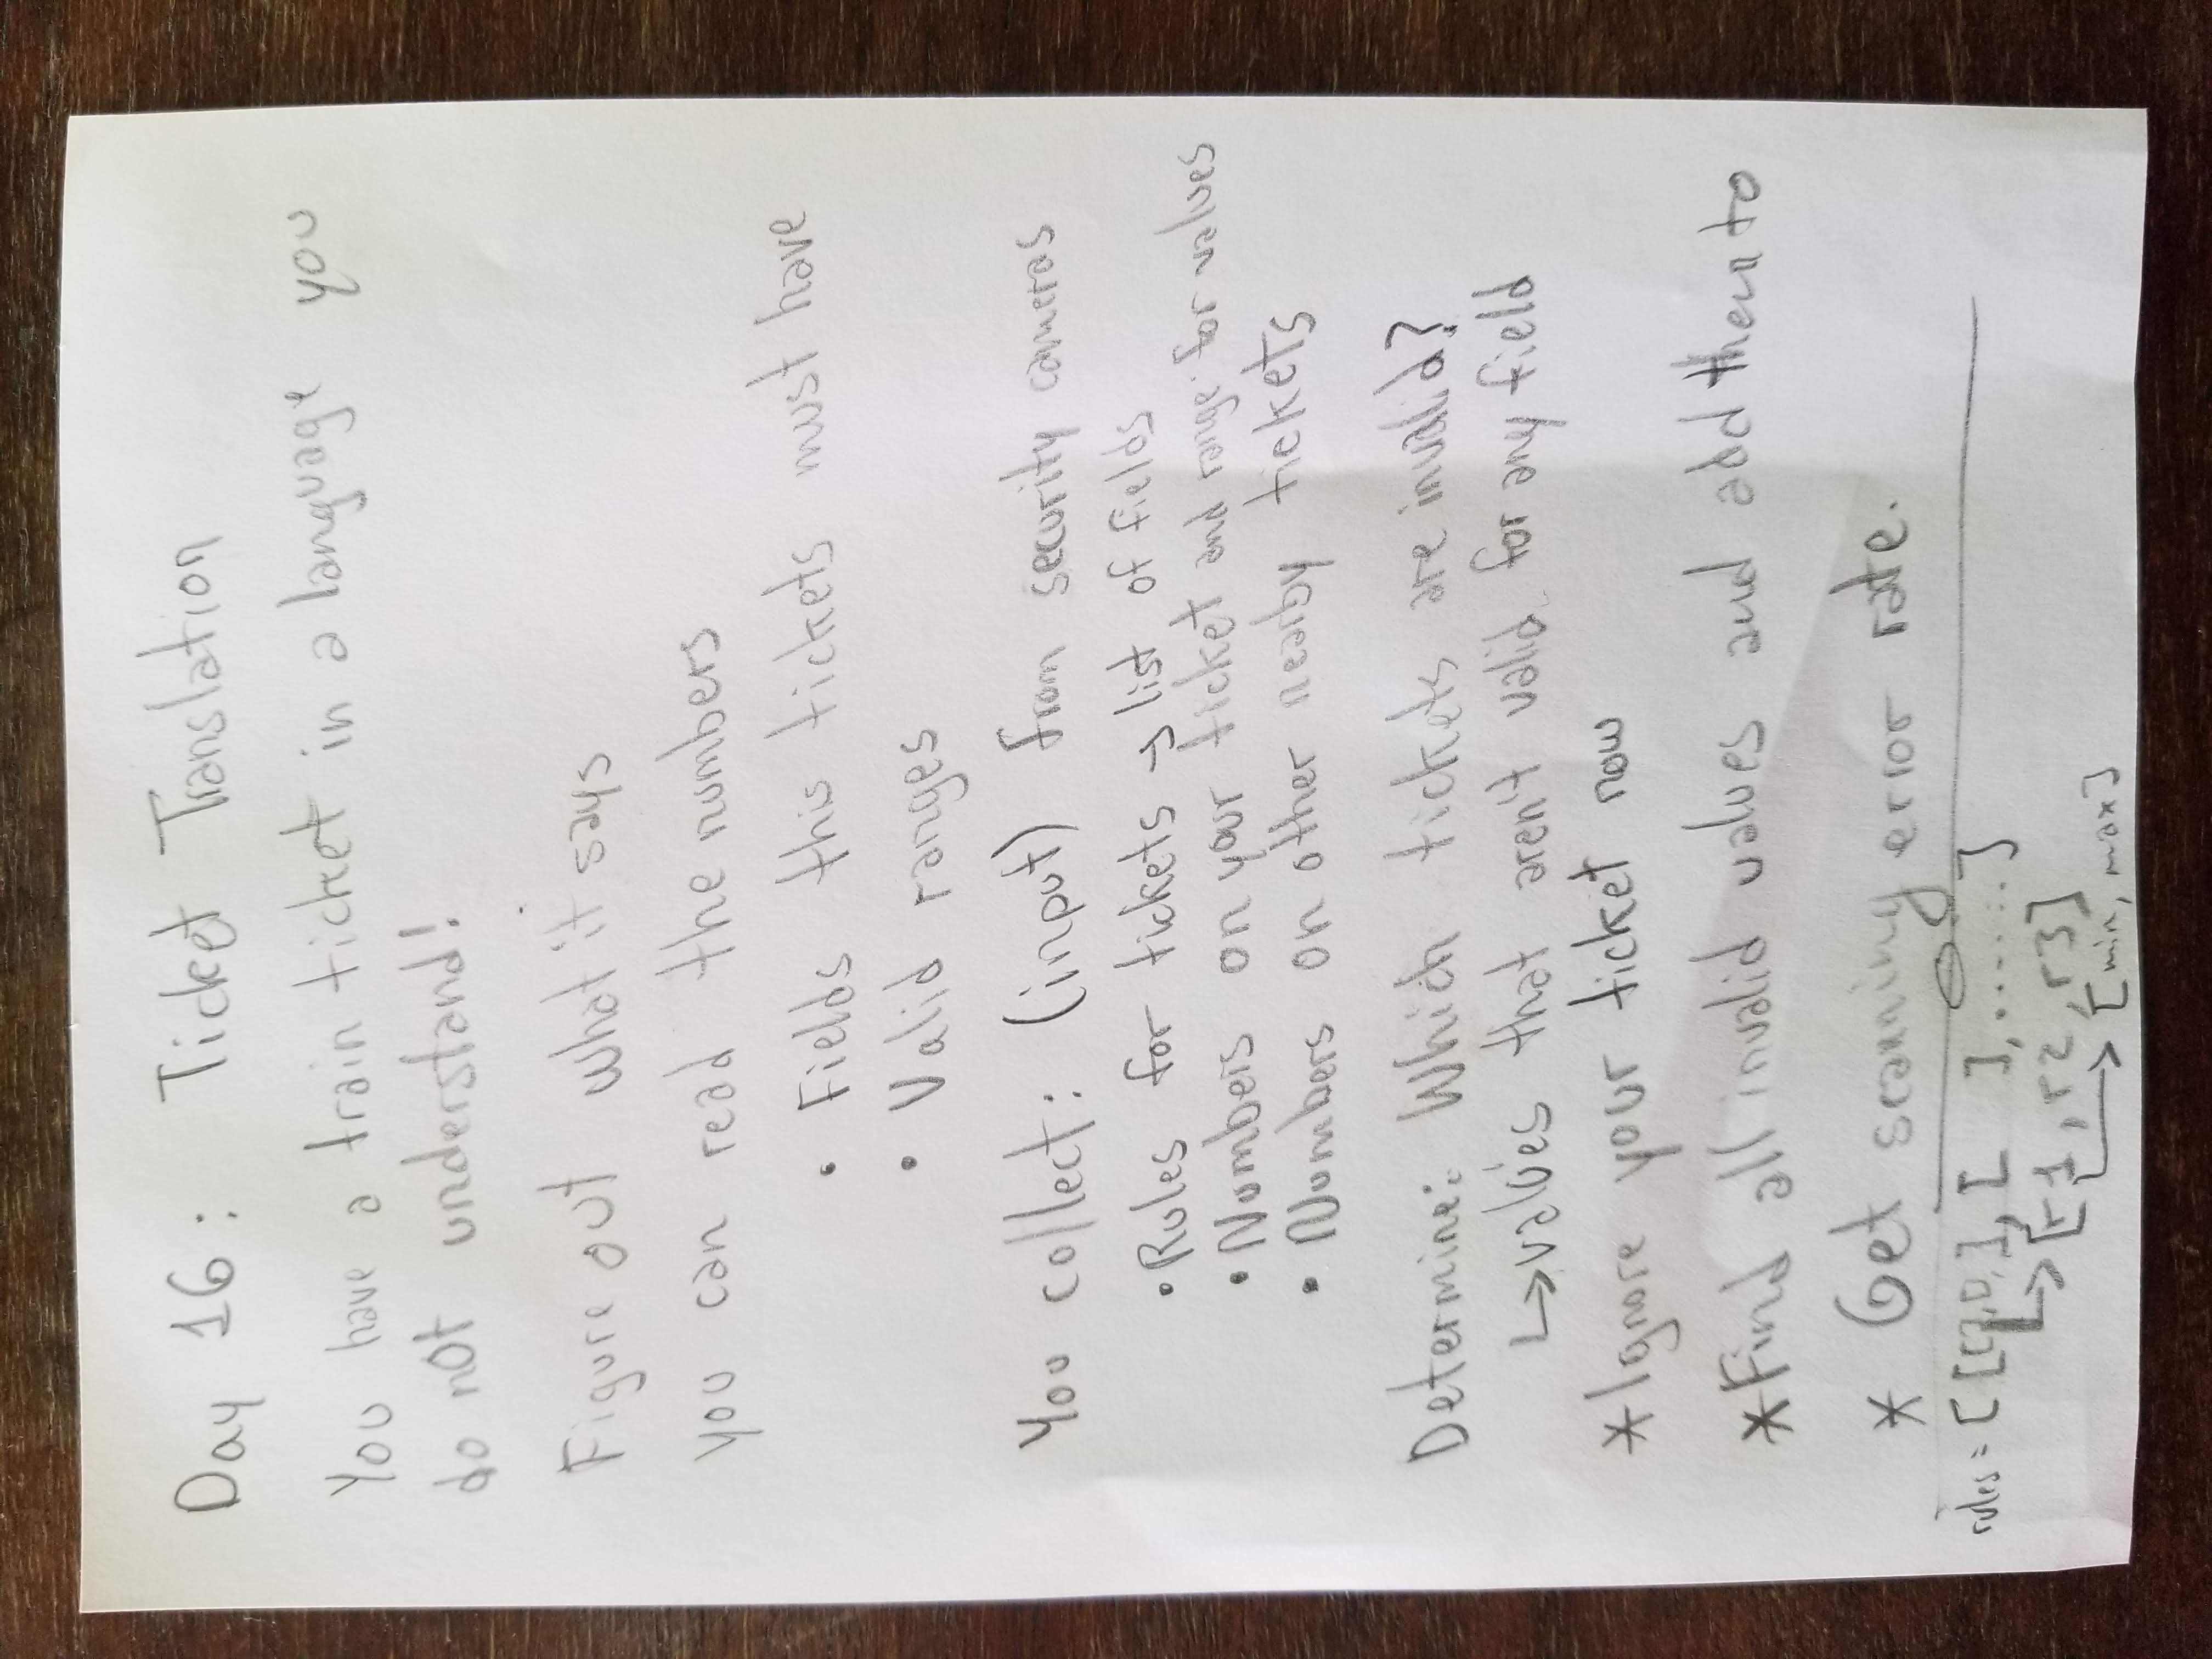 Day 16: Ticket Translation
You have a train ticket in a language you
do not understand!
Figure out what it says
you can read the numbers
• Fields this tickets must have
• Valid ranges
You collect: (input) from security cameras
• Rules for tickets → list of fields
• Numbers on your ticket and range for values
• Numbers on other nearby tickets
Determine: Which tickets are invalid?
↳ values that aren't valid for any field
* Ignore your ticket now
* Find all invalid values and add them to
* Get scanning error rate.
rules = [[[],[],], [ ], .......]
↳ [r1, r2, r3]
↳ [min, max]